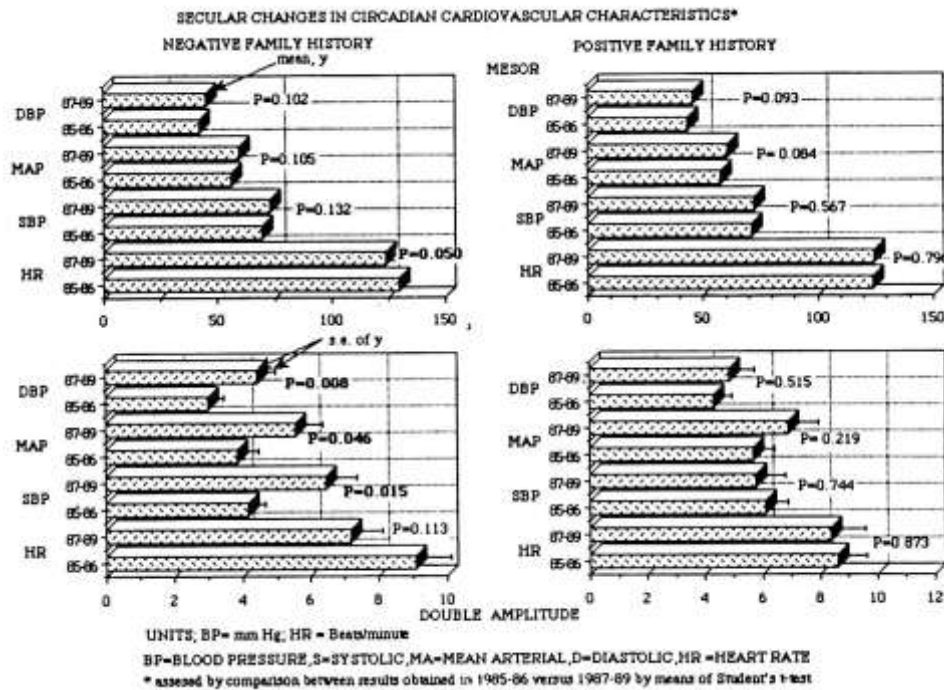 SECULAR CHANGES IN CIRCADIAN CARDIOVASCULAR CHARACTERISTICS*
NEGATIVE FAMILY HISTORY
POSITIVE FAMILY HISTORY
mean, y
MESOR
DBP 87-89 P=0.102
85-86
MAP 87-89 P=0.105
85-86
SBP 87-89 P=0.132
85-86
HR 87-89 P=0.050
85-86
0 50 100 150
DBP 87-89 P=0.093
85-86
MAP 87-89 P= 0.084
85-86
SBP 87-89 P=0.567
85-86
HR 87-89 P=0.796
85-86
0 50 100 150
s.e. of y
DBP 87-89 P=0.008
85-86
MAP 87-89 P=0.046
85-86
SBP 87-89 P=0.015
85-86
HR 87-89 P=0.113
85-86
0 2 4 6 8 10
DBP 87-89 P=0.515
85-86
MAP 87-89 P= 0.219
85-86
SBP 87-89 P=0.744
85-86
HR 87-89 P= 0.873
85-86
0 2 4 6 8 10 12
DOUBLE AMPLITUDE
UNITS; BP= mm Hg; HR = Beats/minute
BP=BLOOD PRESSURE,S=SYSTOLIC,MA=MEAN ARTERIAL,D=DIASTOLIC,HR =HEART RATE
* assesed by comparison between results obtained in 1985-86 versus 1987-89 by means of Student's t-test